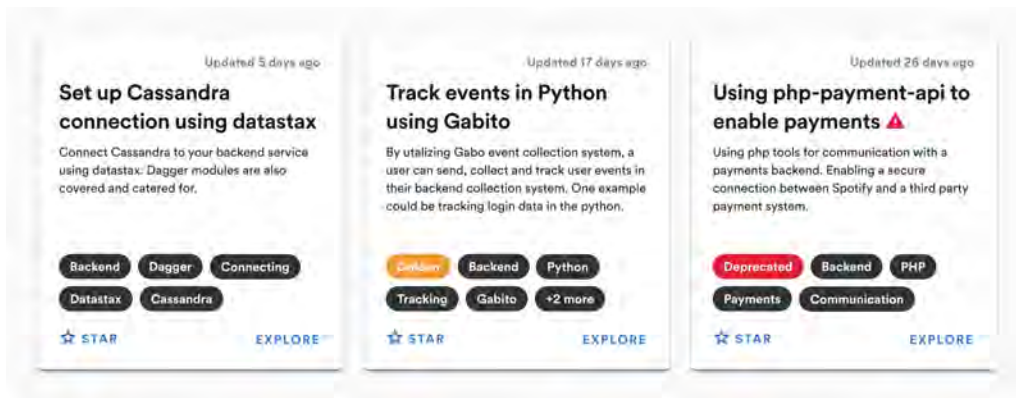 Updated 5 days ago
Set up Cassandra
connection using datastax
Connect Cassandra to your backend service
using datastax. Dagger modules are also
covered and catered for.
Backend Dagger Connecting
Datastax Cassandra
STAR EXPLORE
Updated 17 days ago
Track events in Python
using Gabito
By utalizing Gabo event collection system, a
user can send, collect and track user events in
their backend collection system. One example
could be tracking login data in the python.
Golden Backend Python
Tracking Gabito +2 more
STAR EXPLORE
Updated 26 days ago
Using php-payment-api to
enable payments
Using php tools for communication with a
payments backend. Enabling a secure
connection between Spotify and a third party
payment system.
Deprecated Backend PHP
Payments Communication
STAR EXPLORE